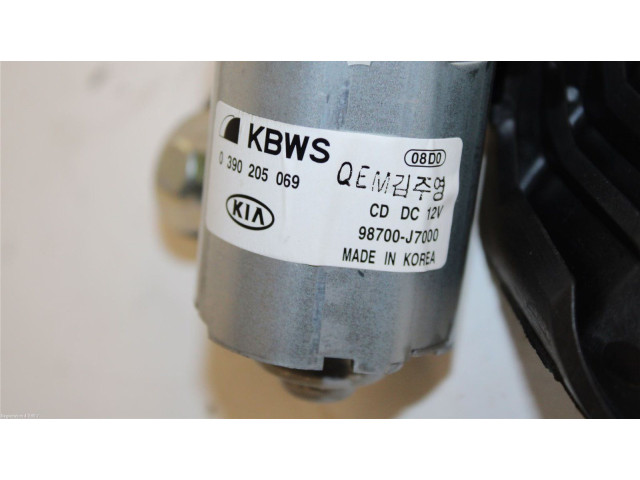 KBWS
08D0
0 390 205 069
QEM김주영
KIA
CD DC 12V
98700-J7000
MADE IN KOREA